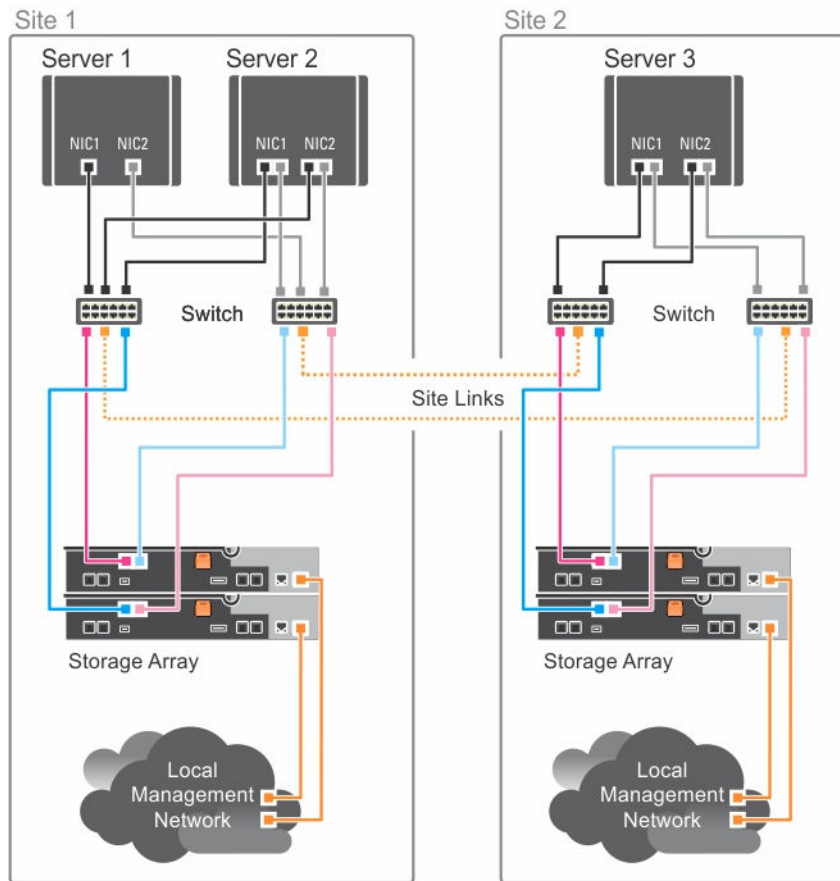 Site 1
Server 1
Server 2
NIC1
NIC2
NIC1
NIC2
Switch
Storage Array
Local
Management
Network
Site Links
Site 2
Server 3
NIC1
NIC2
Switch
Storage Array
Local
Management
Network